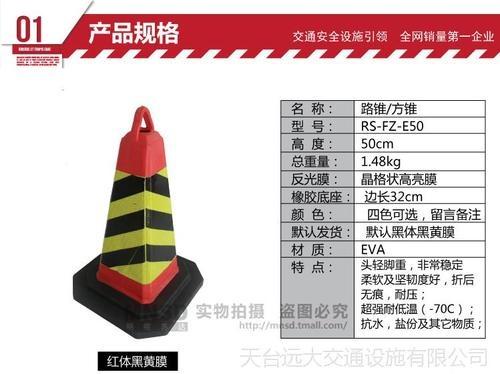 01
产品规格
交通安全设施引领 全网销量第一企业
名 称： 路锥/方锥
型 号： RS-FZ-E50
高 度： 50cm
总重量： 1.48kg
反光膜： 晶格状高亮膜
橡胶底座： 边长32cm
颜 色： 四色可选，留言备注
默认发货： 默认黑体黑黄膜
材 质： EVA
特 点： 头轻脚重，非常稳定
柔软及坚韧度好，折后
无痕，耐压；
超强耐低温（-70C）；
抗水，盐份及其它物质；
实物拍摄 盗图必究
http://mnsd.tmall.com/
红体黑黄膜
天台远大交通设施有限公司